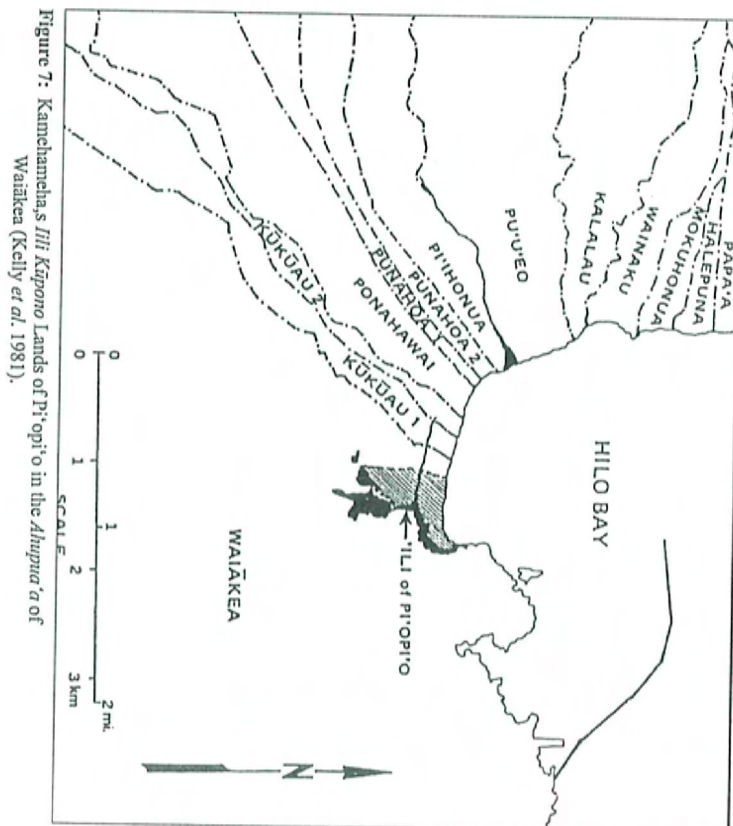 PAPA'A
HALEPUNA
MOKUHONUA
WAINAKU
KALALAU
PU'U'EO
PI'IHONUA
PUNAHOA 2
PUNAHOA 1
PONAHAWAI
KŪKŪAU 2
KŪKŪAU 1
HILO BAY
'ILI of PI'OPI'O
WAIĀKEA
0 1 2 mi.
0 1 2 3 km
SCALE
N
Figure 7: Kamehameha,s Ili Kūpono Lands of Pi'opi'o in the Ahupua'a of
Waiākea (Kelly et al. 1981).